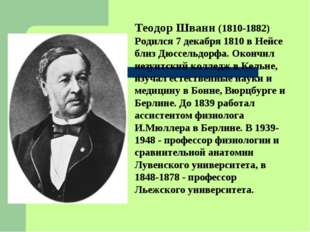 Теодор Шванн (1810-1882)
Родился 7 декабря 1810 в Нейсе
близ Дюссельдорфа. Окончил
иезуитский колледж в Кельне,
изучал естественные науки и
медицину в Бонне, Вюрцбурге и
Берлине. До 1839 работал
ассистентом физиолога
И.Мюллера в Берлине. В 1939-
1948 - профессор физиологии и
сравнительной анатомии
Лувенского университета, в
1848-1878 - профессор
Льежского университета.